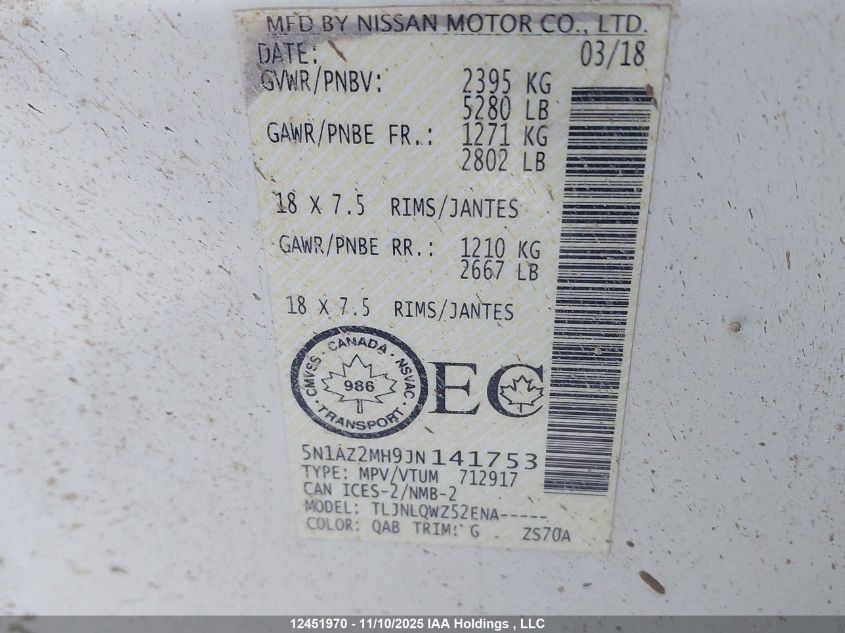 MFD BY NISSAN MOTOR CO., LTD.
DATE: 03/18
GVWR/PNBV: 2395 KG
5280 LB
GAWR/PNBE FR.: 1271 KG
2802 LB
18 X 7.5 RIMS/JANTES
GAWR/PNBE RR.: 1210 KG
2667 LB
18 X 7.5 RIMS/JANTES
CMVSS · CANADA · NSVAC
986
· TRANSPORT ·
EC
5N1AZ2MH9JN141753
TYPE: MPV/VTUM 712917
CAN ICES-2/NMB-2
MODEL: TLJNLQWZ52ENA-----
COLOR: QAB TRIM: G ZS70A
12451970 - 11/10/2025 IAA Holdings , LLC